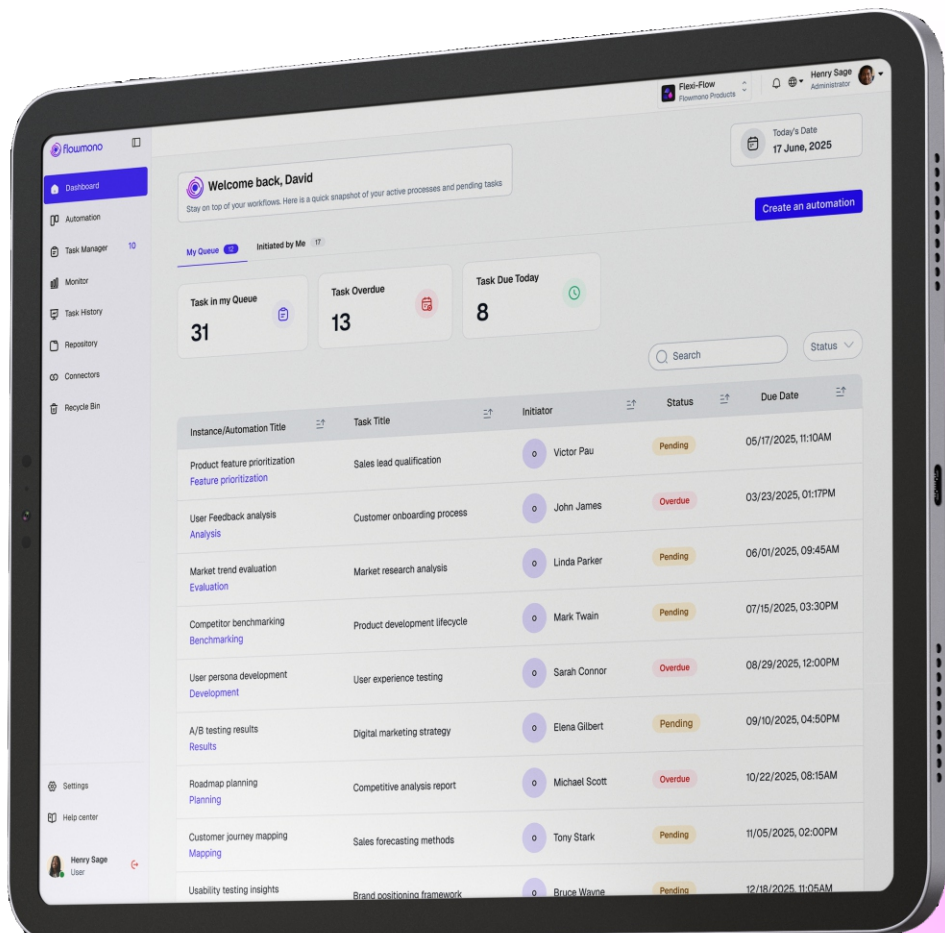 flowmono
Flexi-Flow
Flowmono Products
Henry Sage
Administrator
Dashboard
Automation
Task Manager 10
Monitor
Task History
Repository
Connectors
Recycle Bin
Settings
Help center
Henry Sage
User
Welcome back, David
Stay on top of your workflows. Here is a quick snapshot of your active processes and pending tasks
Today's Date
17 June, 2025
Create an automation
My Queue 12 Initiated by Me 17
Task in my Queue
31
Task Overdue
13
Task Due Today
8
Search
Status
Instance/Automation Title Task Title Initiator Status Due Date
Product feature prioritization
Feature prioritization
Sales lead qualification O Victor Pau Pending 05/17/2025, 11:10AM
User Feedback analysis
Analysis
Customer onboarding process O John James Overdue 03/23/2025, 01:17PM
Market trend evaluation
Evaluation
Market research analysis O Linda Parker Pending 06/01/2025, 09:45AM
Competitor benchmarking
Benchmarking
Product development lifecycle O Mark Twain Pending 07/15/2025, 03:30PM
User persona development
Development
User experience testing O Sarah Connor Overdue 08/29/2025, 12:00PM
A/B testing results
Results
Digital marketing strategy O Elena Gilbert Pending 09/10/2025, 04:50PM
Roadmap planning
Planning
Competitive analysis report O Michael Scott Overdue 10/22/2025, 08:15AM
Customer journey mapping
Mapping
Sales forecasting methods O Tony Stark Pending 11/05/2025, 02:00PM
Usability testing insights
Brand positioning framework O Bruce Wayne Pending 12/18/2025, 11:05AM